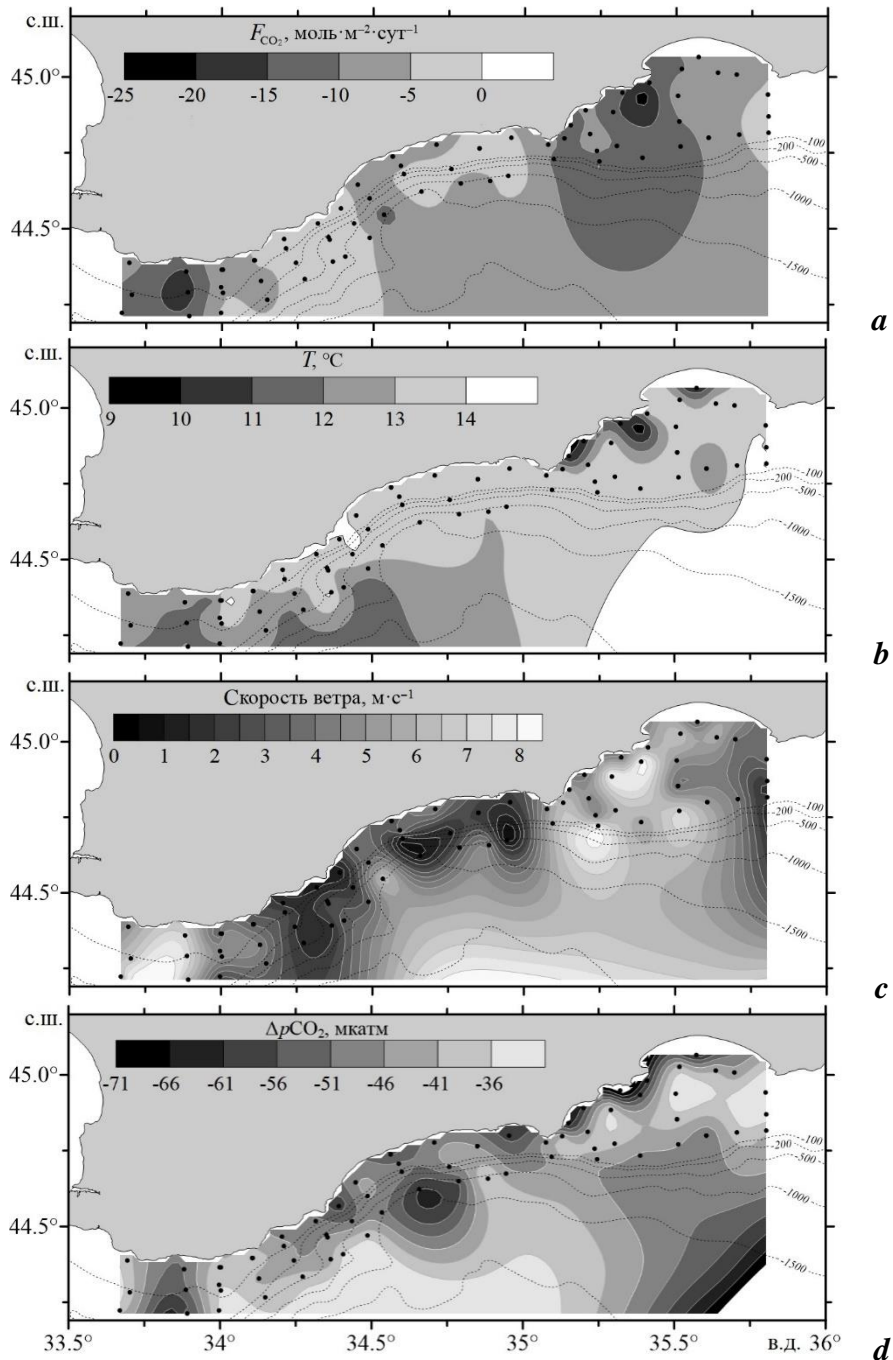 с.ш.
F_CO₂, моль·м⁻²·сут⁻¹
-25 -20 -15 -10 -5 0
45.0°
44.5°
-100
-200
-500
-1000
-1500
a
с.ш.
T, °C
9 10 11 12 13 14
45.0°
44.5°
-100
-200
-500
-1000
-1500
b
с.ш.
Скорость ветра, м·с⁻¹
0 1 2 3 4 5 6 7 8
45.0°
44.5°
-100
-200
-500
-1000
-1500
c
с.ш.
ΔpCO₂, мкатм
-71 -66 -61 -56 -51 -46 -41 -36
45.0°
44.5°
-100
-200
-500
-1000
-1500
33.5° 34° 34.5° 35° 35.5° в.д. 36°
d